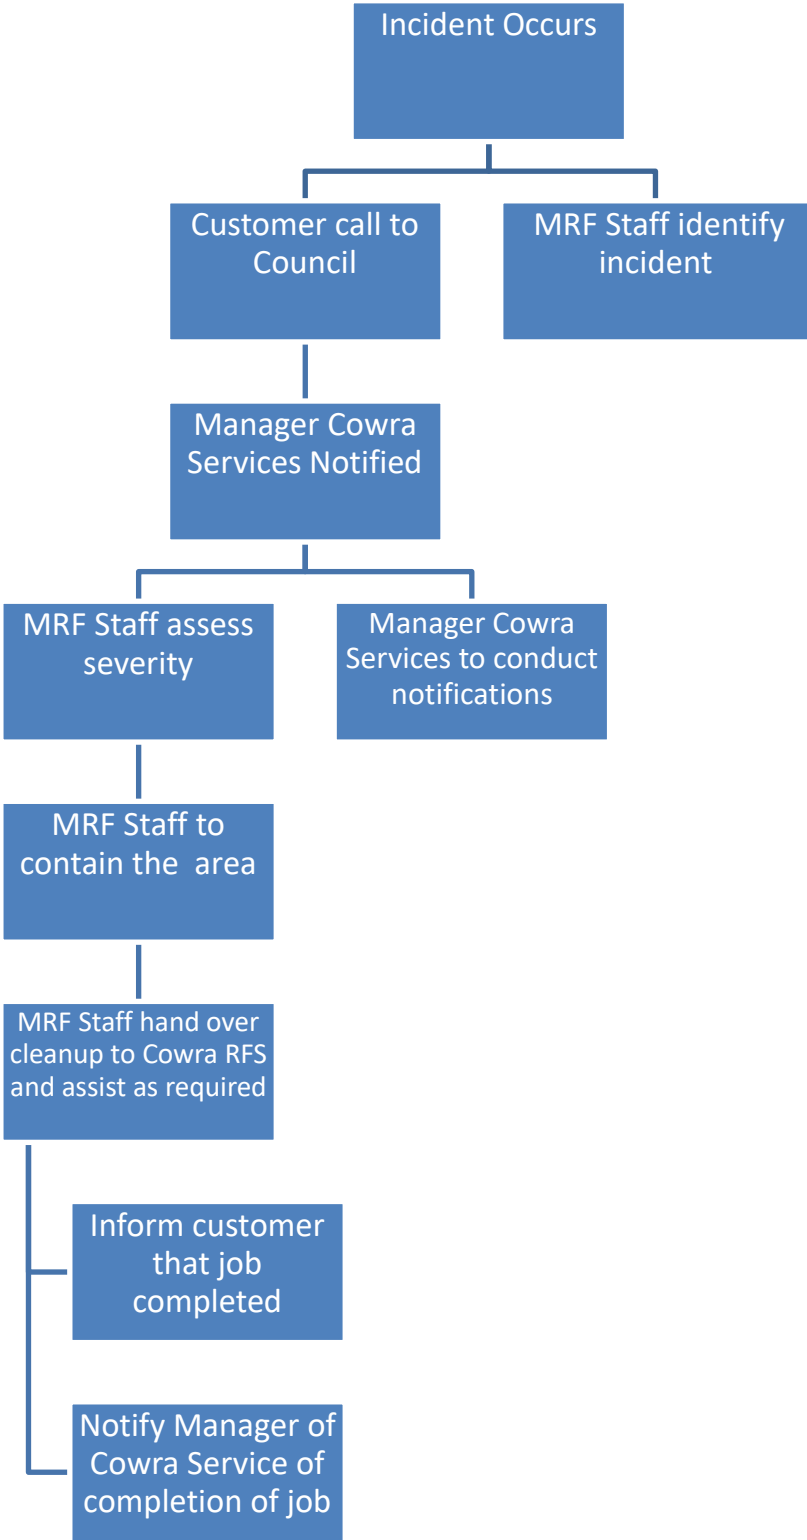 Incident Occurs
Customer call to
Council
MRF Staff identify
incident
Manager Cowra
Services Notified
MRF Staff assess
severity
Manager Cowra
Services to conduct
notifications
MRF Staff to
contain the  area
MRF Staff hand over
cleanup to Cowra RFS
and assist as required
Inform customer
that job
completed
Notify Manager of
Cowra Service of
completion of job